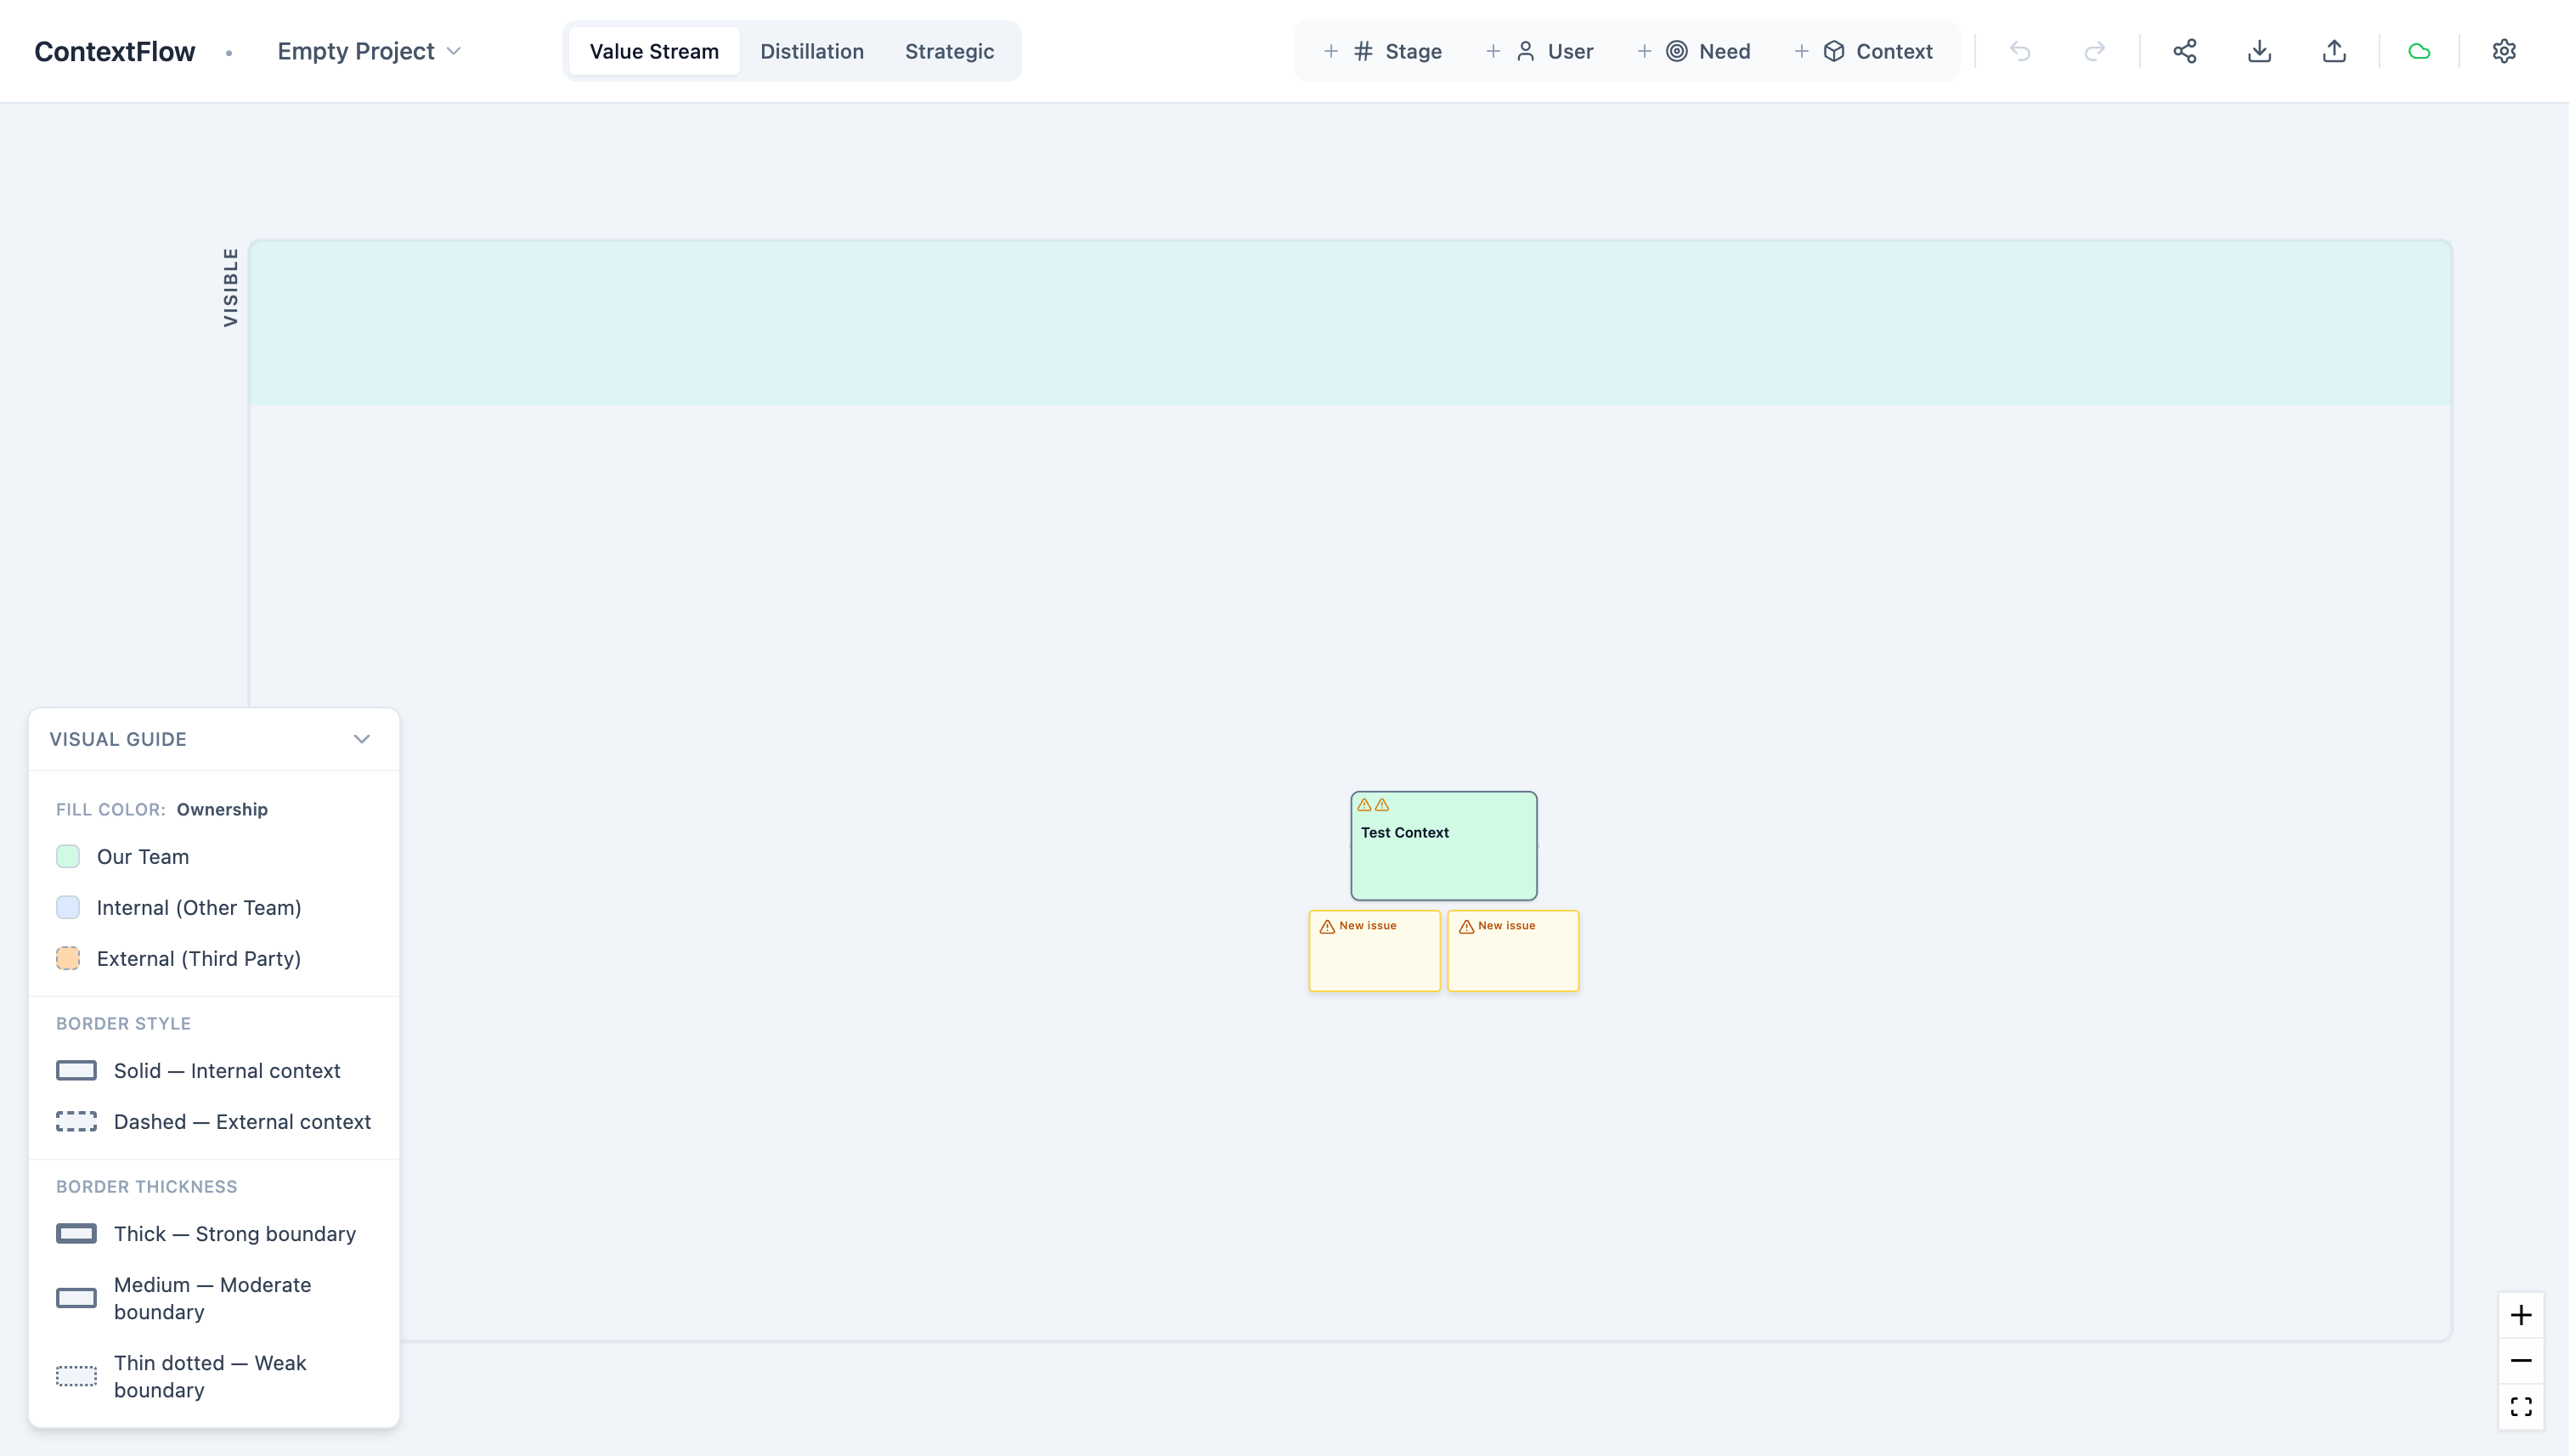 ContextFlow • Empty Project
Value Stream Distillation Strategic
Stage User Need Context
VISIBLE
Test Context
New issue
New issue
VISUAL GUIDE
FILL COLOR: Ownership
Our Team
Internal (Other Team)
External (Third Party)
BORDER STYLE
Solid — Internal context
Dashed — External context
BORDER THICKNESS
Thick — Strong boundary
Medium — Moderate
boundary
Thin dotted — Weak
boundary